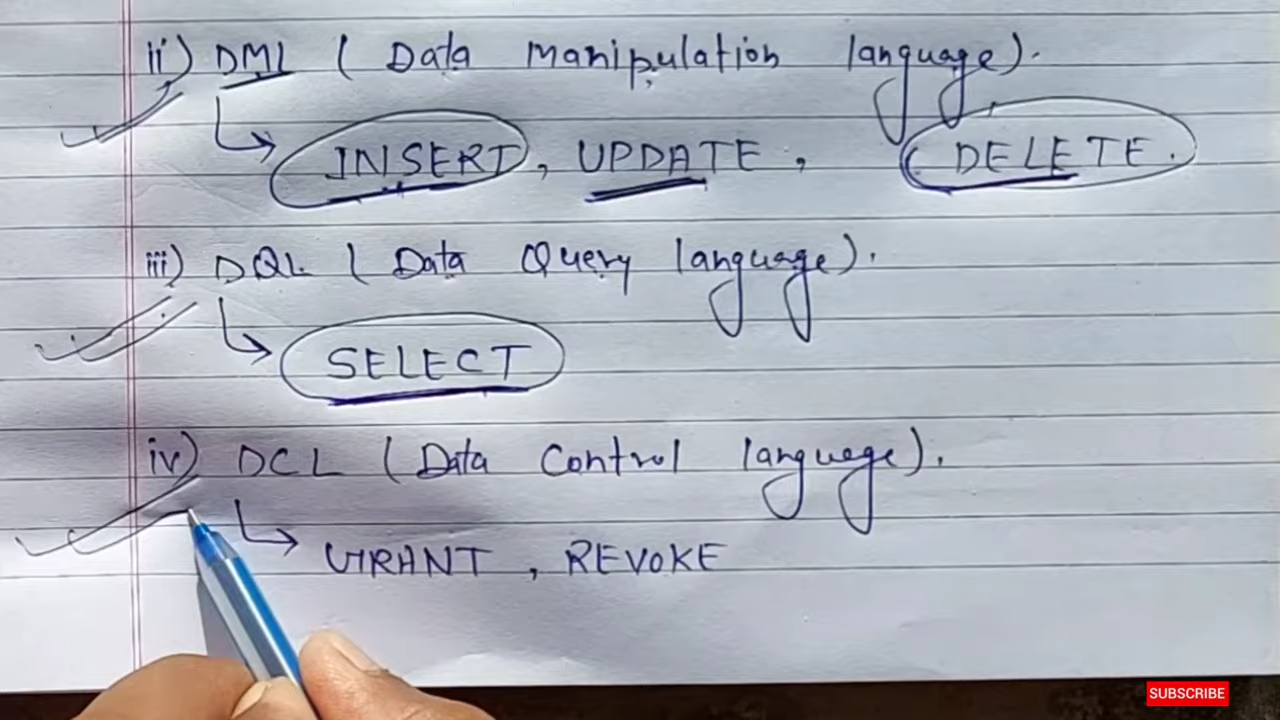 ii) DML ( Data Manipulation language).
INSERT, UPDATE, DELETE.
iii) DQL ( Data Query language).
SELECT
iv) DCL (Data Control language).
GRANT, REVOKE
SUBSCRIBE